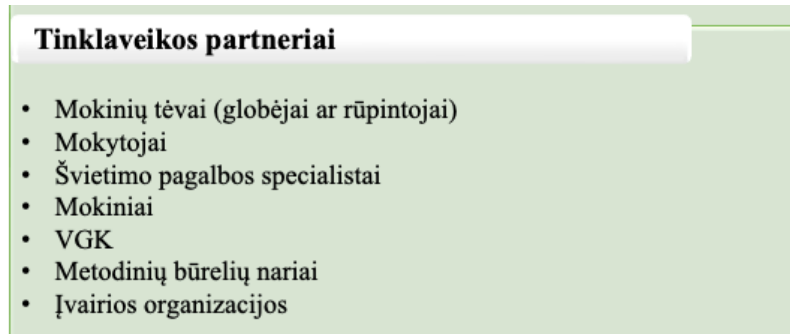 Tinklaveikos partneriai
• Mokinių tėvai (globėjai ar rūpintojai)
• Mokytojai
• Švietimo pagalbos specialistai
• Mokiniai
• VGK
• Metodinių būrelių nariai
• Įvairios organizacijos